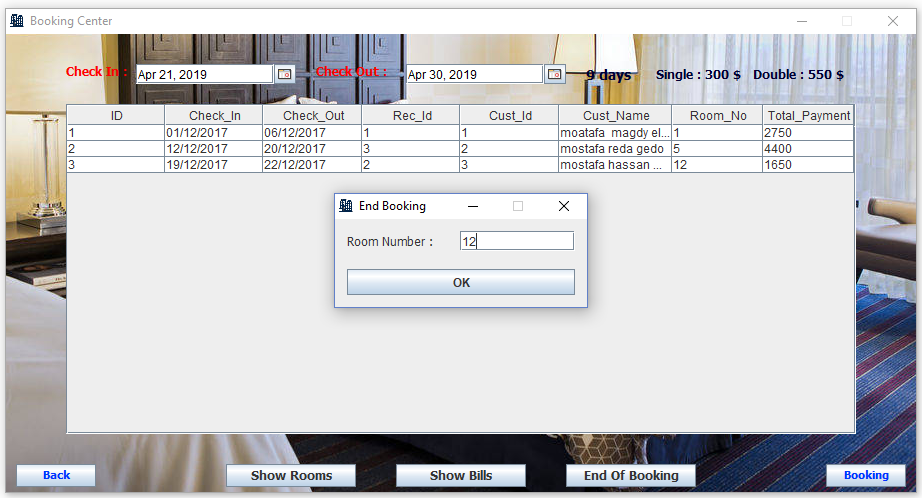 Booking Center
Check In : Apr 21, 2019 Check Out : Apr 30, 2019 9 days Single : 300 $ Double : 550 $
ID Check_In Check_Out Rec_Id Cust_Id Cust_Name Room_No Total_Payment
1 01/12/2017 06/12/2017 1 1 moatafa magdy el... 1 2750
2 12/12/2017 20/12/2017 3 2 mostafa reda gedo 5 4400
3 19/12/2017 22/12/2017 2 3 mostafa hassan ... 12 1650
End Booking
Room Number : 12
OK
Back Show Rooms Show Bills End Of Booking Booking